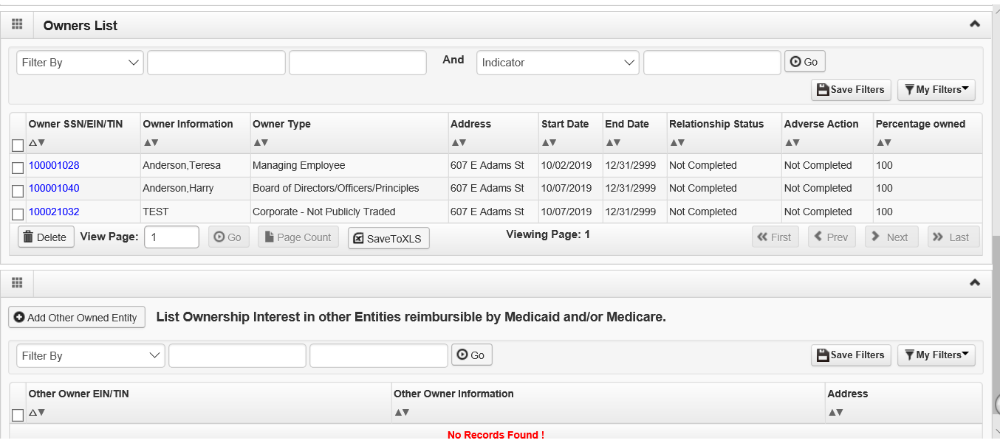 Owners List
Filter By And Indicator Go
Save Filters My Filters
Owner SSN/EIN/TIN Owner Information Owner Type Address Start Date End Date Relationship Status Adverse Action Percentage owned
100001028 Anderson,Teresa Managing Employee 607 E Adams St 10/02/2019 12/31/2999 Not Completed Not Completed 100
100001040 Anderson,Harry Board of Directors/Officers/Principles 607 E Adams St 10/07/2019 12/31/2999 Not Completed Not Completed 100
100021032 TEST Corporate - Not Publicly Traded 607 E Adams St 10/07/2019 12/31/2999 Not Completed Not Completed 100
Delete View Page: 1 Go Page Count SaveToXLS Viewing Page: 1 First Prev Next Last
Add Other Owned Entity List Ownership Interest in other Entities reimbursible by Medicaid and/or Medicare.
Filter By Go Save Filters My Filters
Other Owner EIN/TIN Other Owner Information Address
No Records Found !